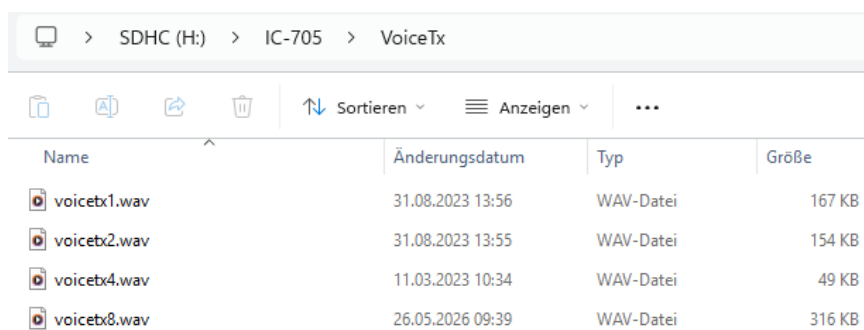 SDHC (H:) > IC-705 > VoiceTx
Sortieren Anzeigen ...
Name Änderungsdatum Typ Größe
voicetx1.wav 31.08.2023 13:56 WAV-Datei 167 KB
voicetx2.wav 31.08.2023 13:55 WAV-Datei 154 KB
voicetx4.wav 11.03.2023 10:34 WAV-Datei 49 KB
voicetx8.wav 26.05.2026 09:39 WAV-Datei 316 KB